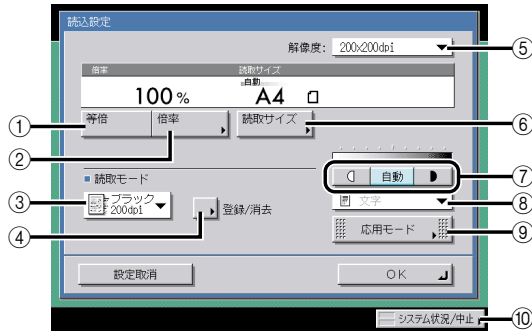 読込設定
解像度: 200×200dpi
⑤
倍率 読取サイズ
自動
100% A4
① 等倍 倍率 読取サイズ ⑥
②
■ 読取モード
自動 ⑦
③ ブラック 200dpi
文字 ⑧
④ 登録/消去
応用モード ⑨
設定取消 OK
システム状況/中止 ⑩